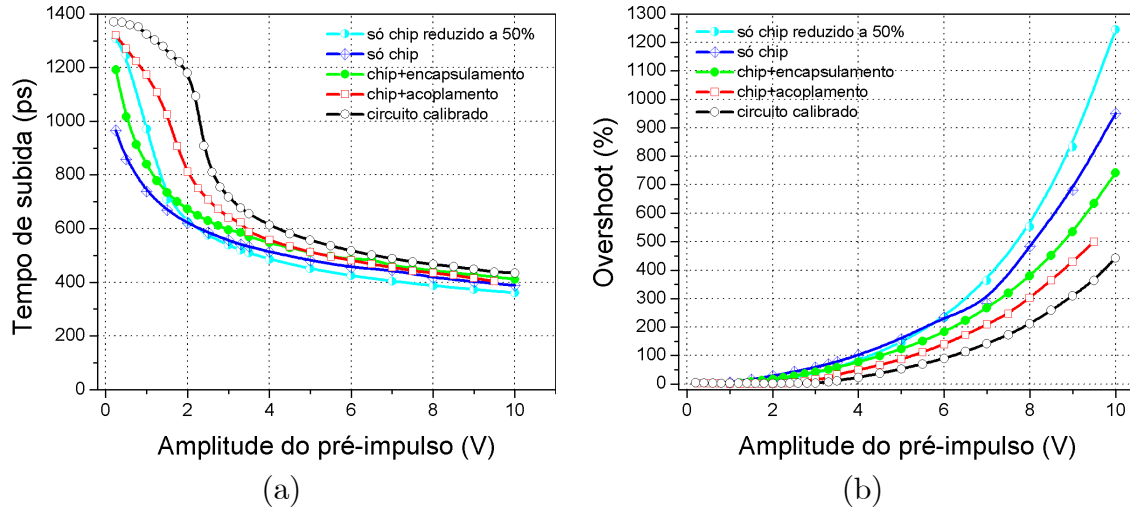 1400
1200
1000
800
600
400
200
0
Tempo de subida (ps)
só chip reduzido a 50%
só chip
chip+encapsulamento
chip+acoplamento
circuito calibrado
0 2 4 6 8 10
Amplitude do pré-impulso (V)
(a)
1300
1200
1100
1000
900
800
700
600
500
400
300
200
100
0
Overshoot (%)
só chip reduzido a 50%
só chip
chip+encapsulamento
chip+acoplamento
circuito calibrado
0 2 4 6 8 10
Amplitude do pré-impulso (V)
(b)